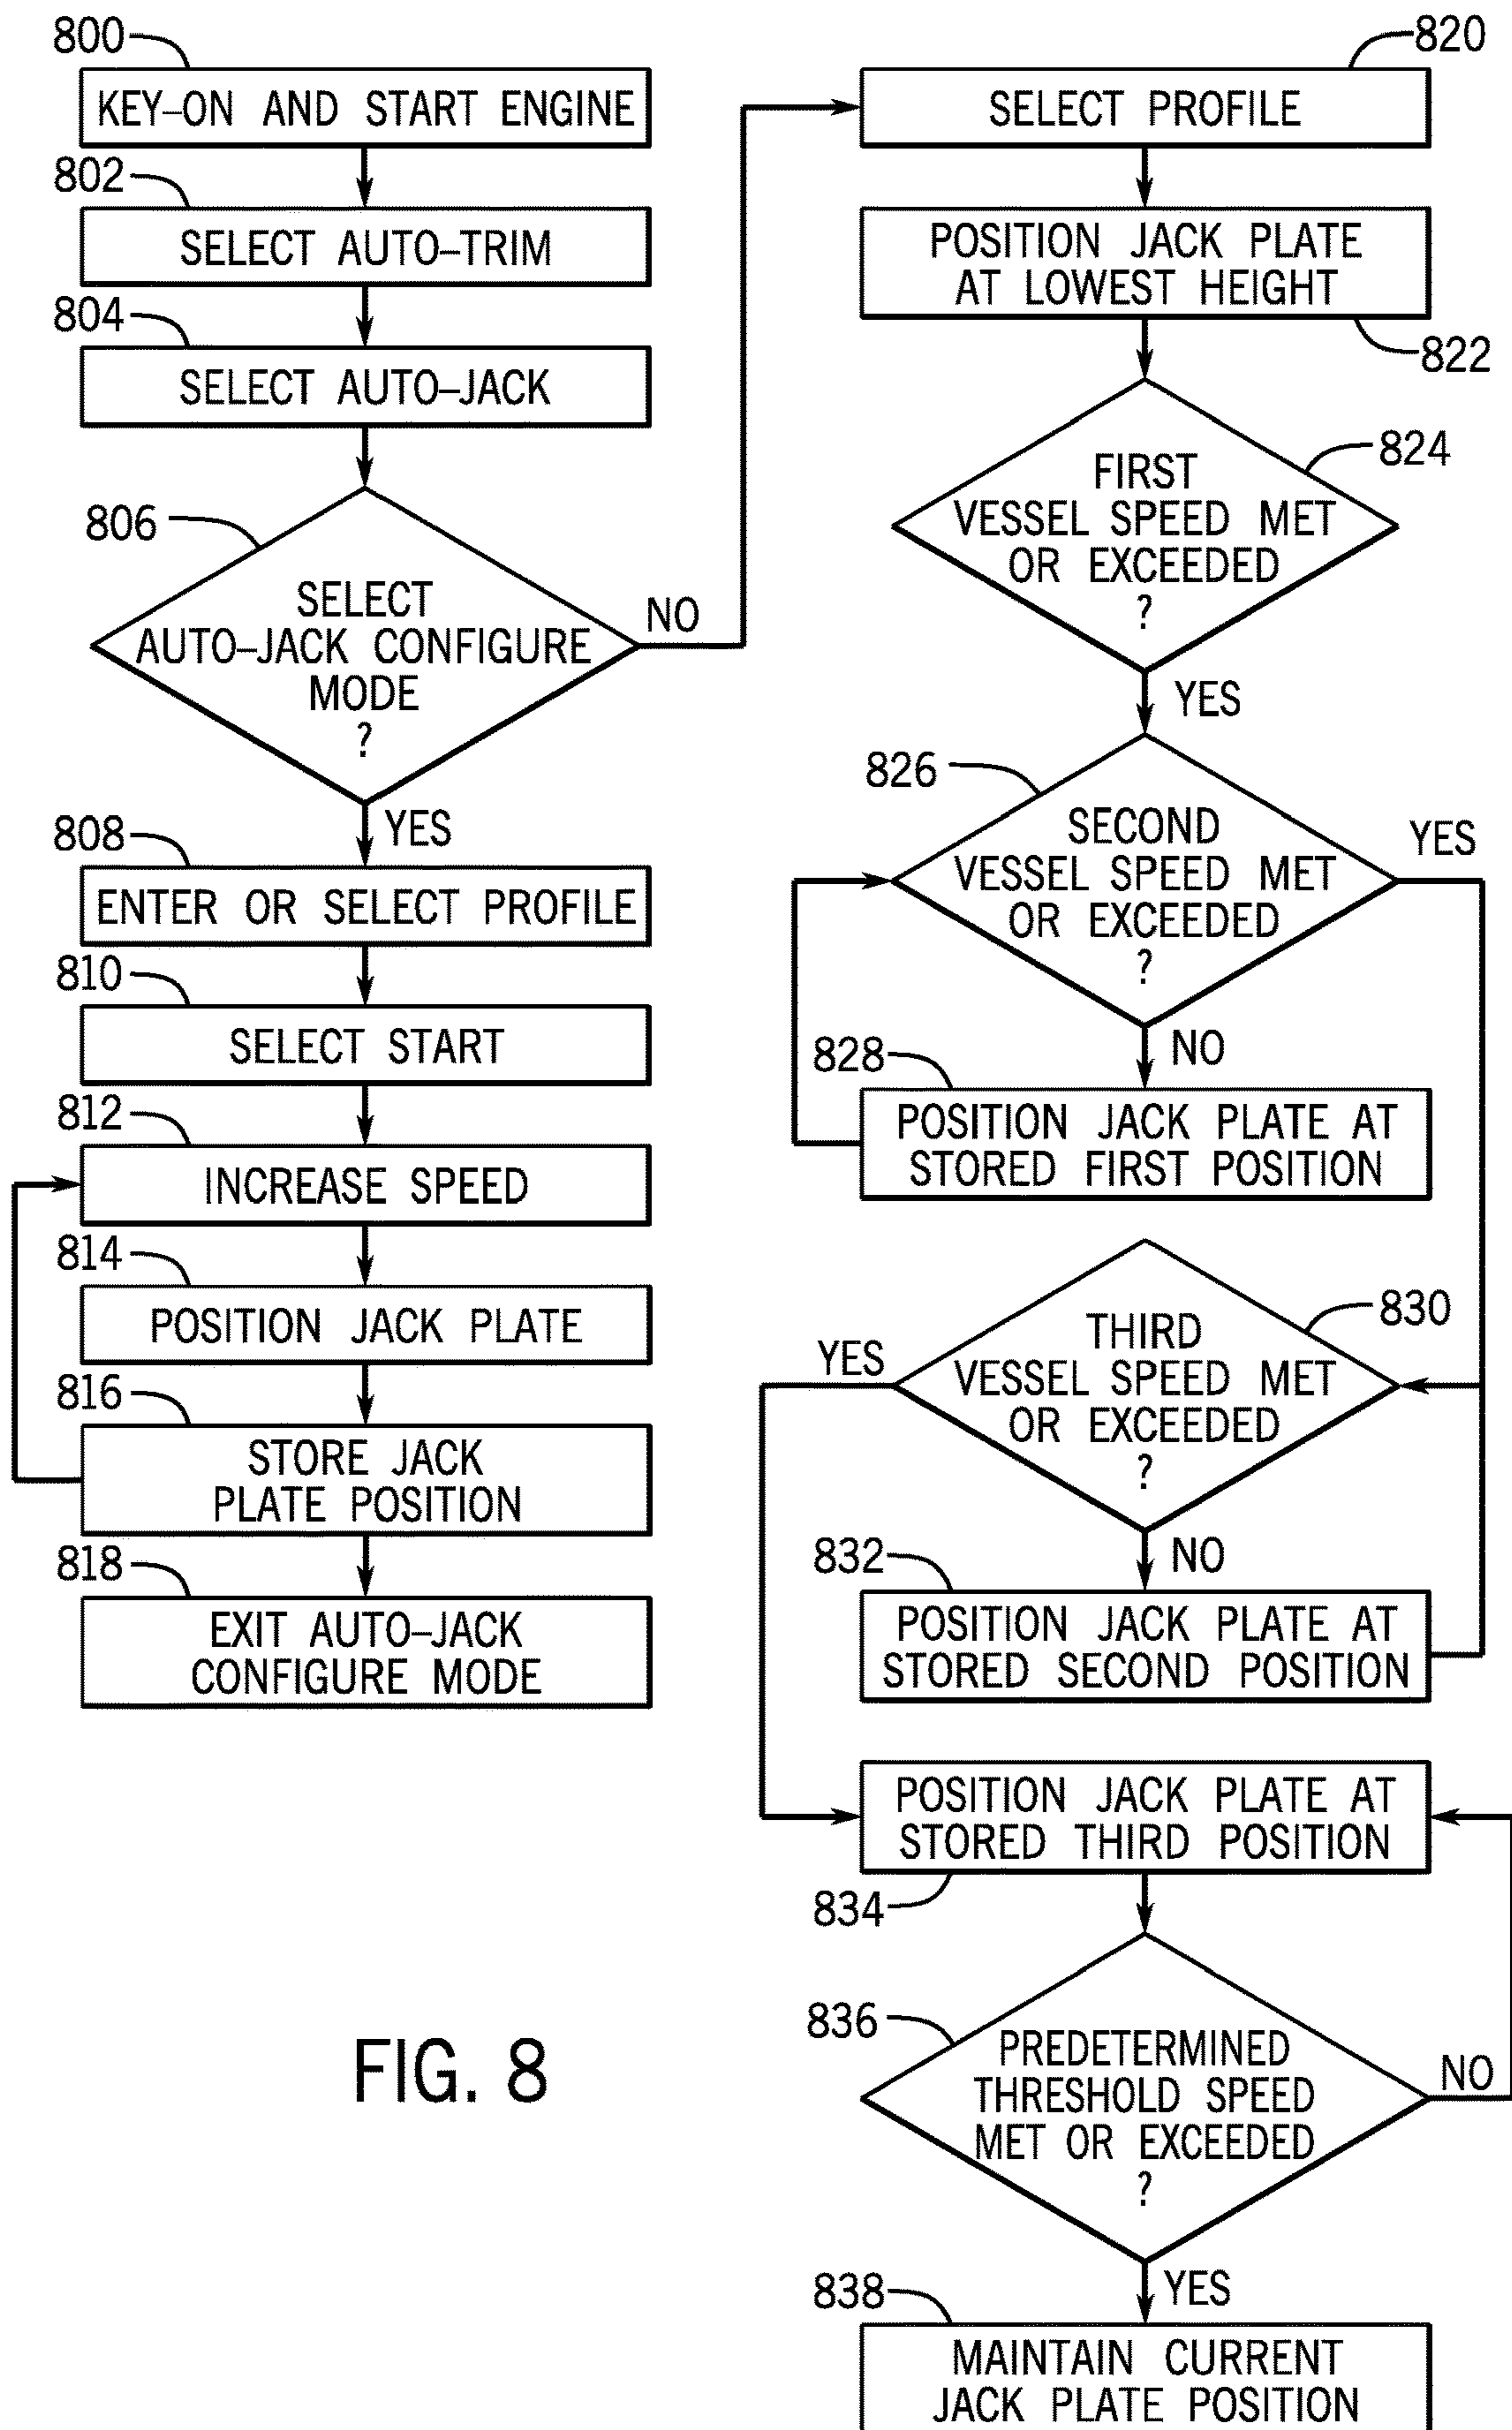 800
KEY–ON AND START ENGINE
802
SELECT AUTO–TRIM
804
SELECT AUTO–JACK
806
SELECT
AUTO–JACK CONFIGURE
MODE
?
NO
YES
808
ENTER OR SELECT PROFILE
810
SELECT START
812
INCREASE SPEED
814
POSITION JACK PLATE
816
STORE JACK
PLATE POSITION
818
EXIT AUTO–JACK
CONFIGURE MODE
820
SELECT PROFILE
POSITION JACK PLATE
AT LOWEST HEIGHT
822
824
FIRST
VESSEL SPEED MET
OR EXCEEDED
?
YES
826
SECOND
VESSEL SPEED MET
OR EXCEEDED
?
YES
NO
828
POSITION JACK PLATE AT
STORED FIRST POSITION
830
THIRD
VESSEL SPEED MET
OR EXCEEDED
?
YES
NO
832
POSITION JACK PLATE AT
STORED SECOND POSITION
POSITION JACK PLATE AT
STORED THIRD POSITION
834
836
PREDETERMINED
THRESHOLD SPEED
MET OR EXCEEDED
?
NO
YES
838
MAINTAIN CURRENT
JACK PLATE POSITION
FIG. 8